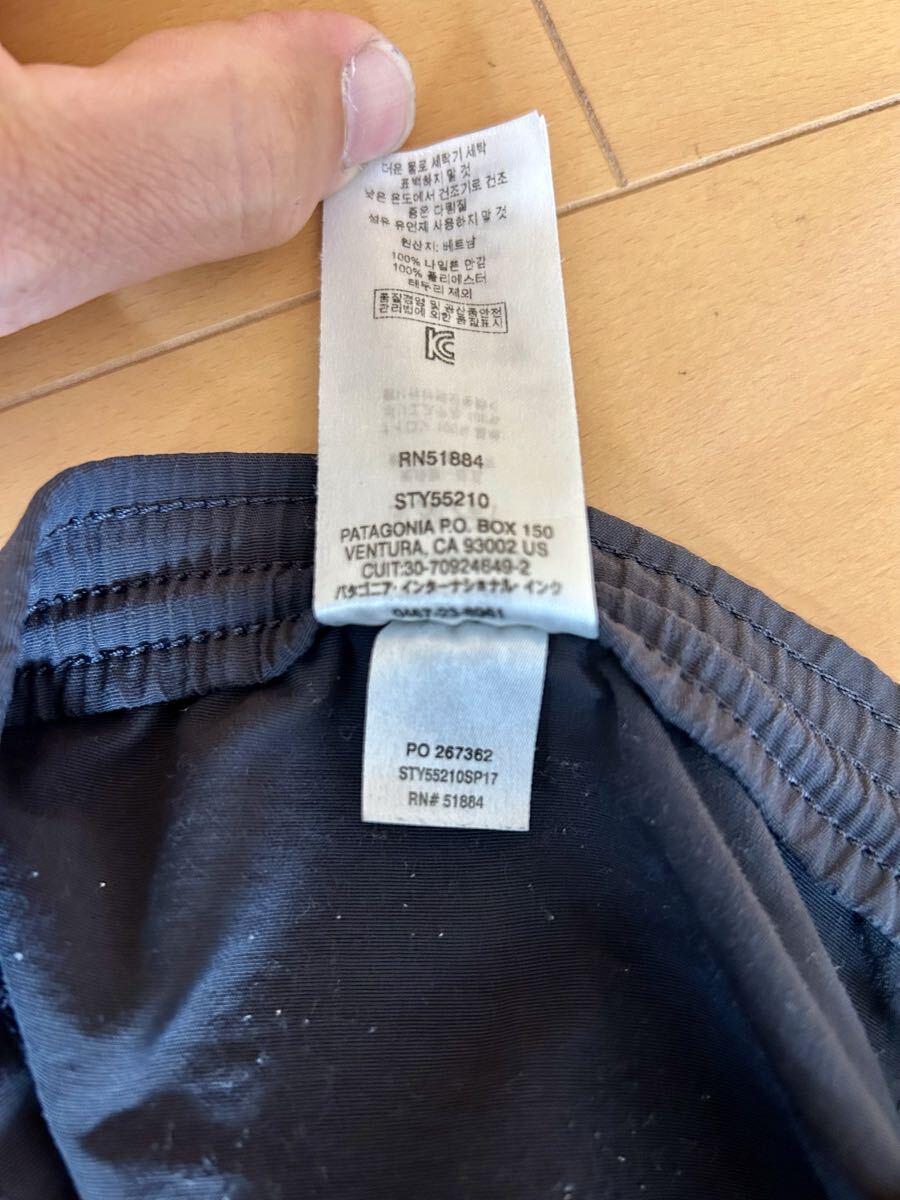 더운 물로 세탁기 세탁
표백하지 말 것
낮은 온도에서 건조기로 건조
좁은 다림질
섬유 유연제 사용하지 말 것
원산지: 베트남
100% 나일론 안감
100% 폴리에스터
테두리 제외
품질경영 및 공산품안전
관리법에 의한 품질표시
RN51884
STY55210
PATAGONIA P.O. BOX 150
VENTURA, CA 93002 US
CUIT:30-70924649-2
パタゴニア・インターナショナル・インク
PO 267362
STY55210SP17
RN# 51884